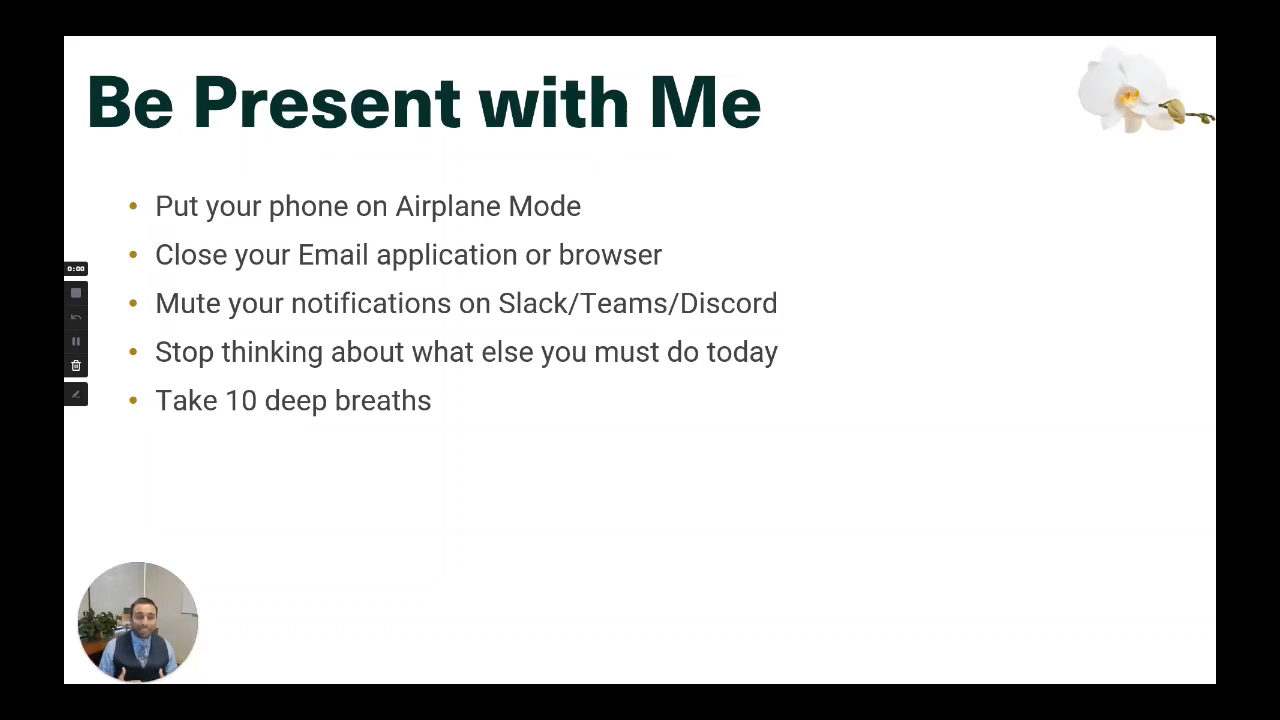 Be Present with Me
• Put your phone on Airplane Mode
• Close your Email application or browser
0:00
• Mute your notifications on Slack/Teams/Discord
• Stop thinking about what else you must do today
• Take 10 deep breaths